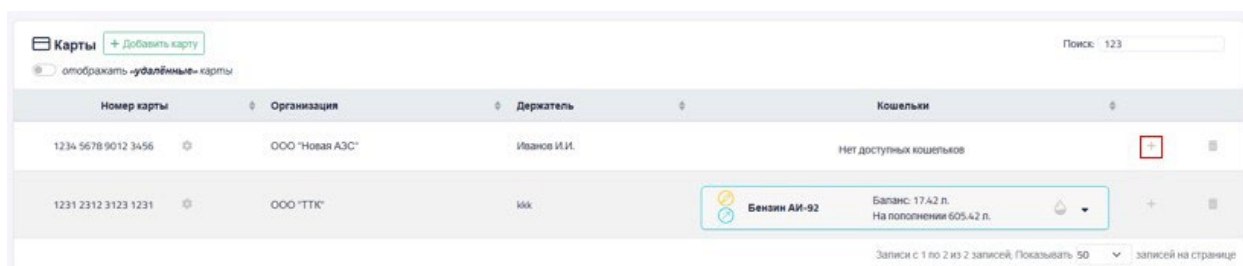 Карты + Добавить карту Поиск: 123
отображать удалённые карты
Номер карты Организация Держатель Кошельки
1234 5678 9012 3456 ООО "Новая АЗС" Иванов И.И. Нет доступных кошельков +
1231 2312 3123 1231 ООО "ТТК" kkk Бензин АИ-92 Баланс: 17.42 л. +
На пополнении 605.42 л.
Записи с 1 по 2 из 2 записей, Показывать 50 записей на странице